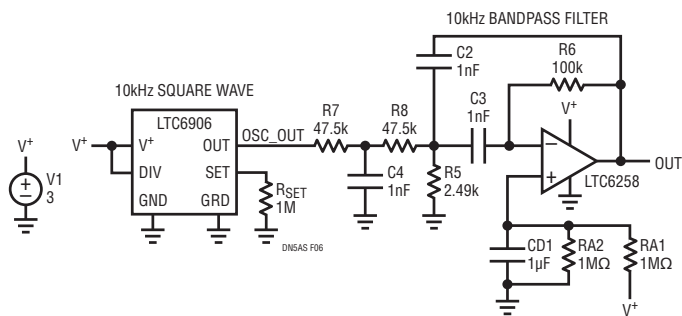 10kHz BANDPASS FILTER
C2
1nF
R6
100k
10kHz SQUARE WAVE
C3
1nF
V+
LTC6906
R7
47.5k
R8
47.5k
V+
V+
V+
OUT
OSC_OUT
–
OUT
DIV
SET
+
LTC6258
V1
3
+
–
GND
GRD
RSET
1M
C4
1nF
R5
2.49k
DN5AS F06
CD1
1µF
RA2
1MΩ
RA1
1MΩ
V+